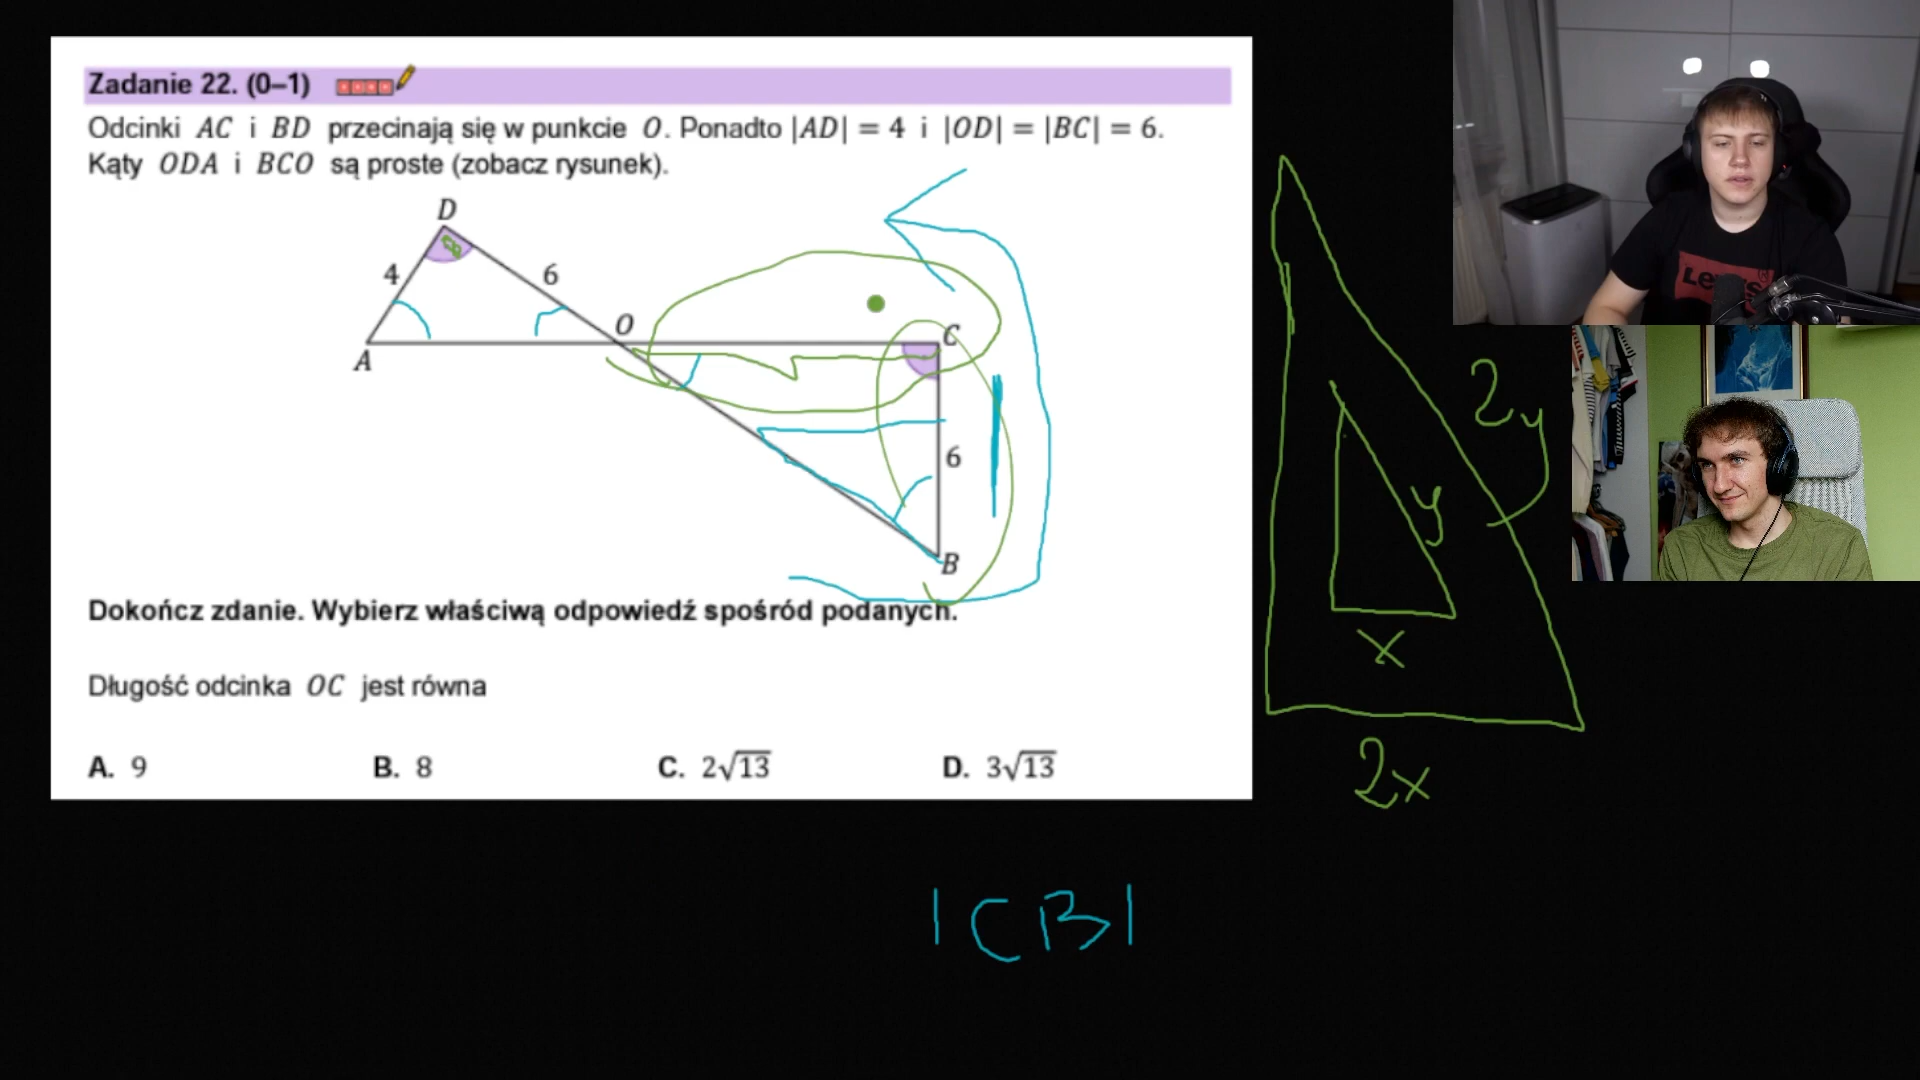 Zadanie 22. (0–1)
Odcinki AC i BD przecinają się w punkcie O. Ponadto |AD| = 4 i |OD| = |BC| = 6.
Kąty ODA i BCO są proste (zobacz rysunek).
D
4
6
O
C
A
6
B
Dokończ zdanie. Wybierz właściwą odpowiedź spośród podanych.
Długość odcinka OC jest równa
A. 9
B. 8
C. 2√13
D. 3√13
2y
y
x
2x
|CB|